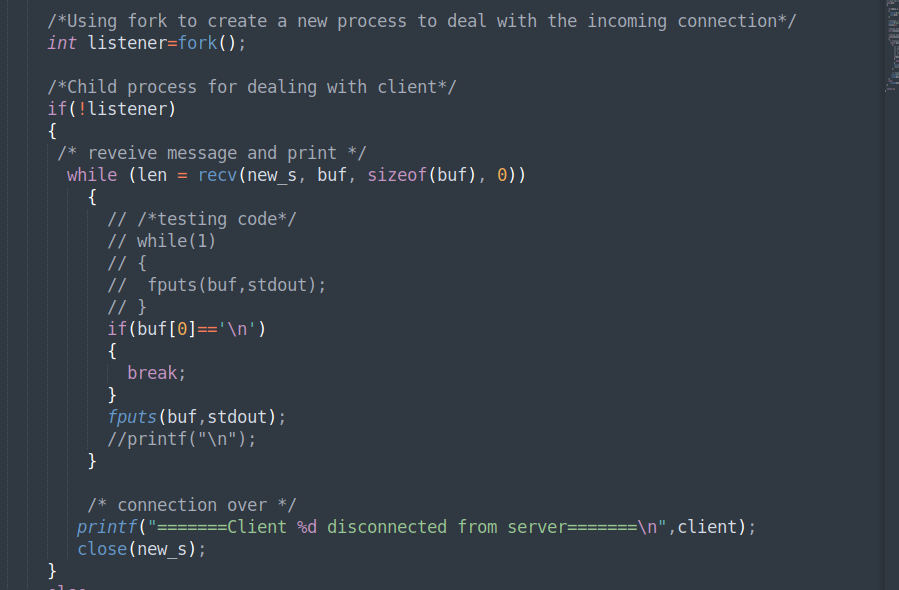 /*Using fork to create a new process to deal with the incoming connection*/
int listener=fork();
/*Child process for dealing with client*/
if(!listener)
{
/* reveive message and print */
while (len = recv(new_s, buf, sizeof(buf), 0))
{
// /*testing code*/
// while(1)
// {
//  fputs(buf,stdout);
// }
if(buf[0]=='\n')
{
break;
}
fputs(buf,stdout);
//printf("\n");
}
/* connection over */
printf("=======Client %d disconnected from server=======\n",client);
close(new_s);
}